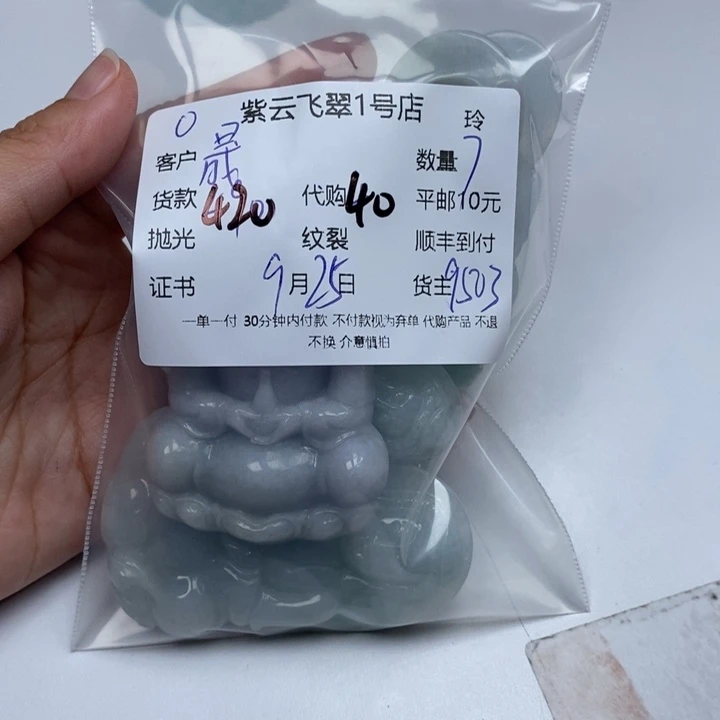 紫云飞翠1号店
0 玲
客户 晟 数量 7
货款 420 代购 40 平邮10元
抛光 纹裂 顺丰到付
证书 9月25日 货主 9503
一单一付 30分钟内付款 不付款视为弃单 代购产品 不退
不换 介意慎拍